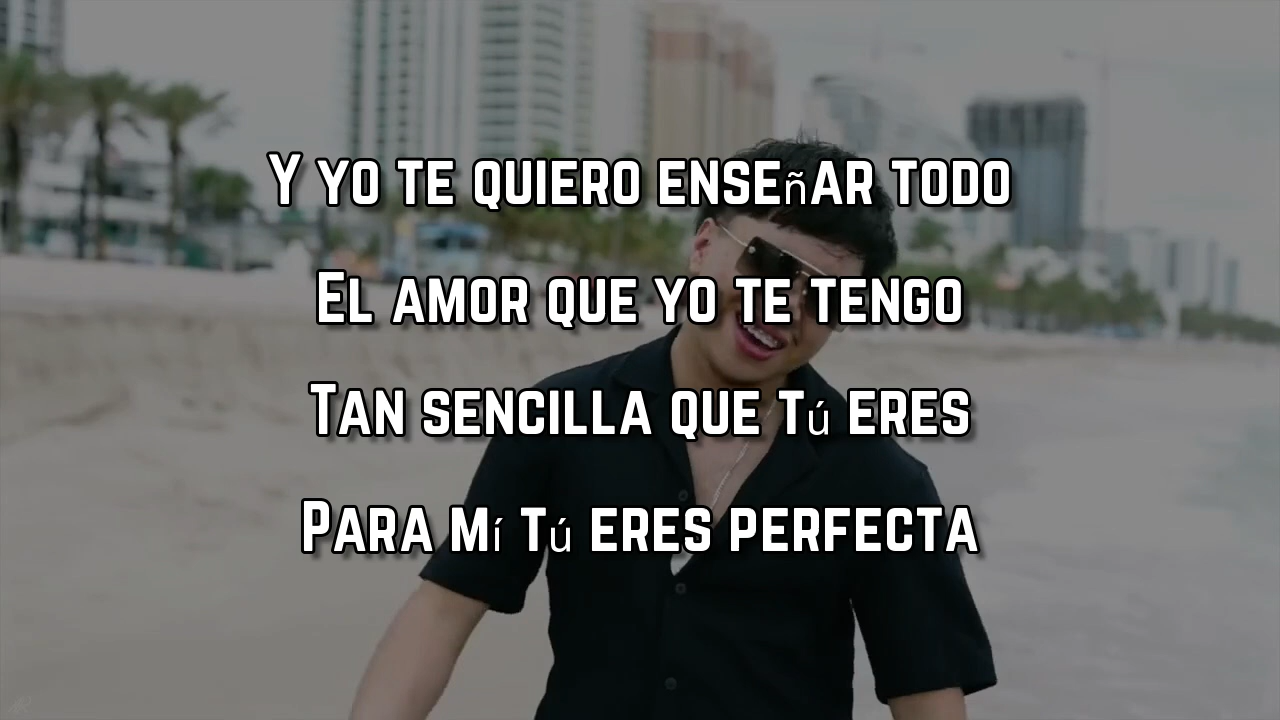 Y yo te quiero enseñar todo
El amor que yo te tengo
Tan sencilla que tú eres
Para mí tú eres perfecta